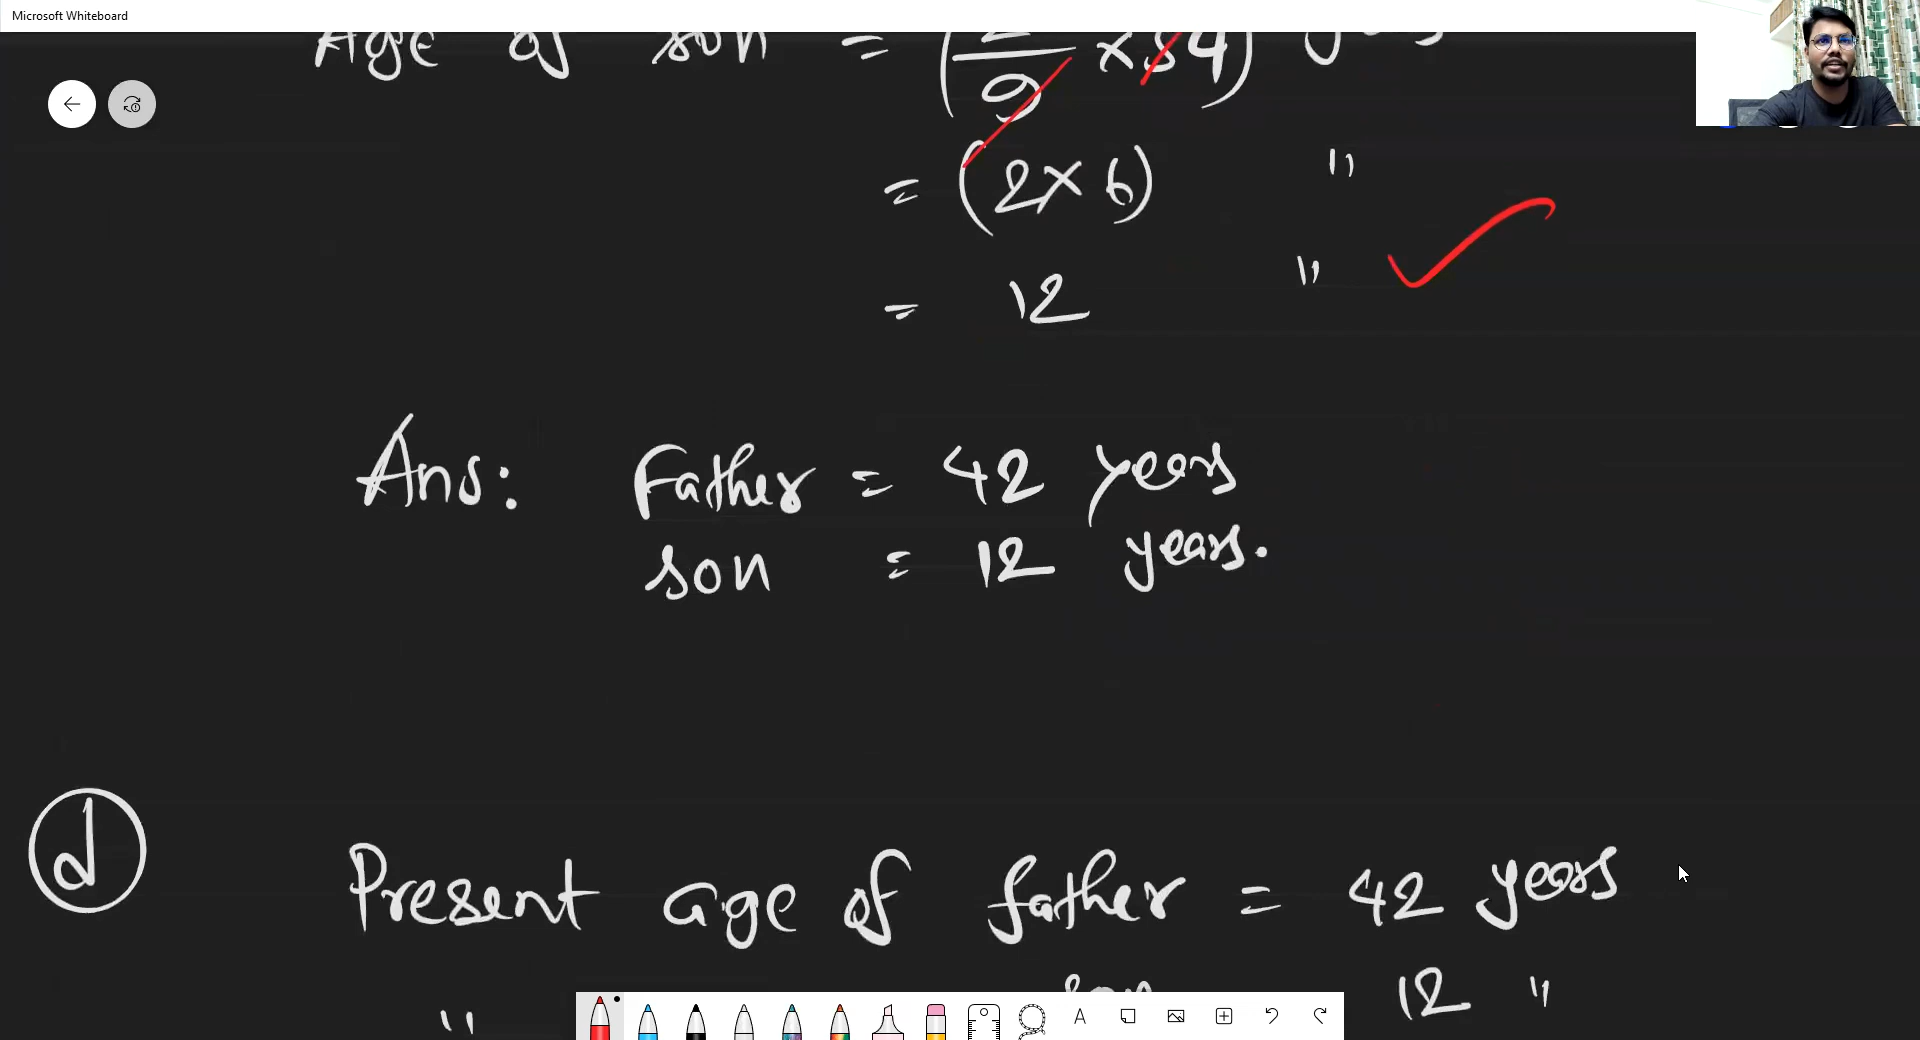 Microsoft Whiteboard
Age of son = (2/9 × 54) years
= (2 × 6) "
= 12 "
Ans: Father = 42 years
son = 12 years.
d
Present age of father = 42 years
" son 12 "
A